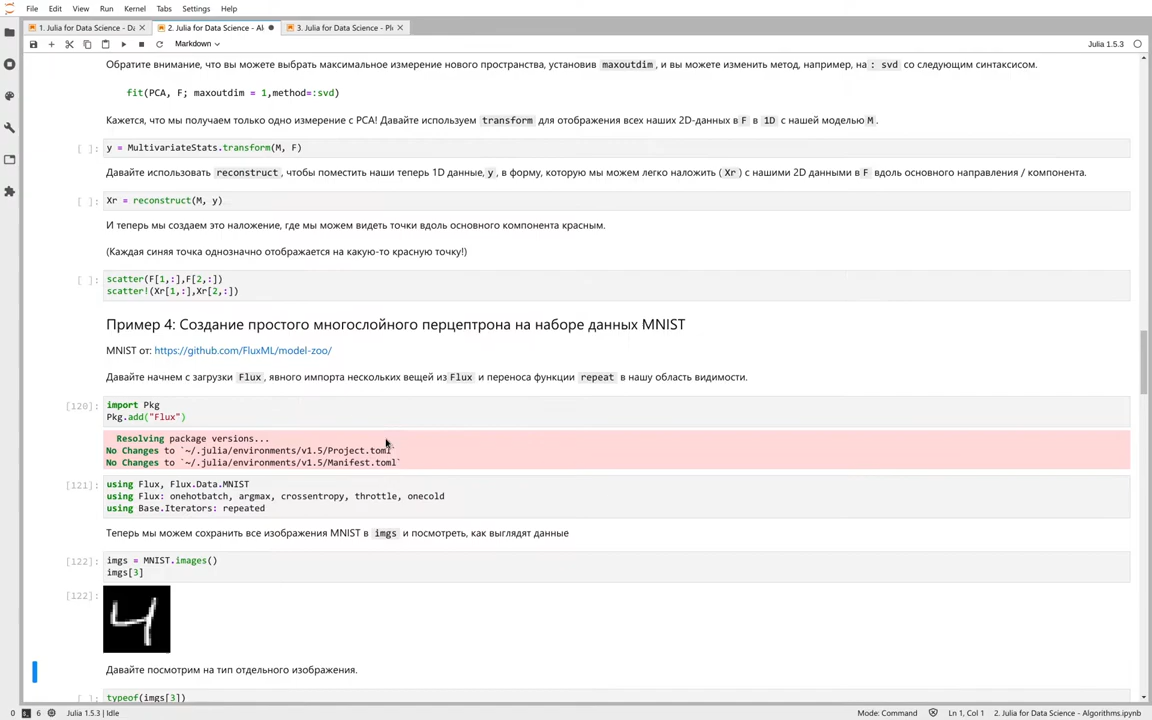 File Edit View Run Kernel Tabs Settings Help
1. Julia for Data Science - Da
2. Julia for Data Science - Al
3. Julia for Data Science - Plo
Markdown
Julia 1.5.3
Обратите внимание, что вы можете выбрать максимальное измерение нового пространства, установив maxoutdim, и вы можете изменить метод, например, на : svd со следующим синтаксисом.
fit(PCA, F; maxoutdim = 1,method=:svd)
Кажется, что мы получаем только одно измерение с PCA! Давайте используем transform для отображения всех наших 2D-данных в F в 1D с нашей моделью M.
[ ]: y = MultivariateStats.transform(M, F)
Давайте использовать reconstruct, чтобы поместить наши теперь 1D данные, y, в форму, которую мы можем легко наложить ( Xr ) с нашими 2D данными в F вдоль основного направления / компонента.
[ ]: Xr = reconstruct(M, y)
И теперь мы создаем это наложение, где мы можем видеть точки вдоль основного компонента красным.
(Каждая синяя точка однозначно отображается на какую-то красную точку!)
[ ]: scatter(F[1,:],F[2,:])
scatter!(Xr[1,:],Xr[2,:])
Пример 4: Создание простого многослойного перцептрона на наборе данных MNIST
MNIST от: https://github.com/FluxML/model-zoo/
Давайте начнем с загрузки Flux, явного импорта нескольких вещей из Flux и переноса функции repeat в нашу область видимости.
[120]: import Pkg
Pkg.add("Flux")
Resolving package versions...
No Changes to `~/.julia/environments/v1.5/Project.toml`
No Changes to `~/.julia/environments/v1.5/Manifest.toml`
[121]: using Flux, Flux.Data.MNIST
using Flux: onehotbatch, argmax, crossentropy, throttle, onecold
using Base.Iterators: repeated
Теперь мы можем сохранить все изображения MNIST в imgs и посмотреть, как выглядят данные
[122]: imgs = MNIST.images()
imgs[3]
[122]:
4
Давайте посмотрим на тип отдельного изображения.
[ ]: typeof(imgs[3])
0 6 Julia 1.5.3 | Idle
Mode: Command Ln 1, Col 1 2. Julia for Data Science - Algorithms.ipynb